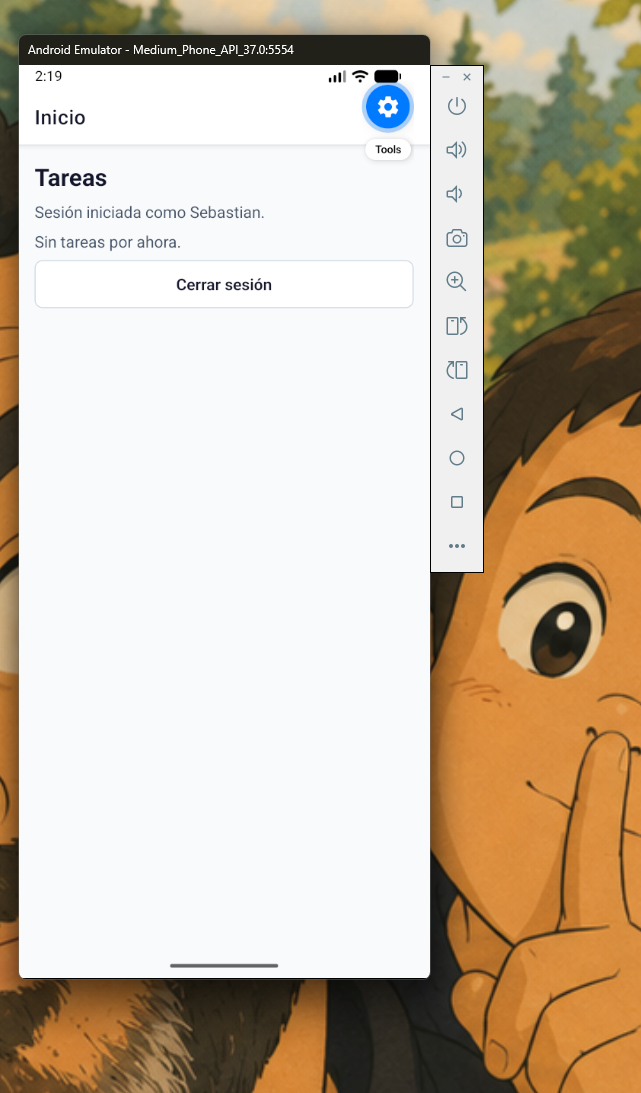 Android Emulator - Medium_Phone_API_37.0:5554
2:19
Inicio
Tools
Tareas
Sesión iniciada como Sebastian.
Sin tareas por ahora.
Cerrar sesión